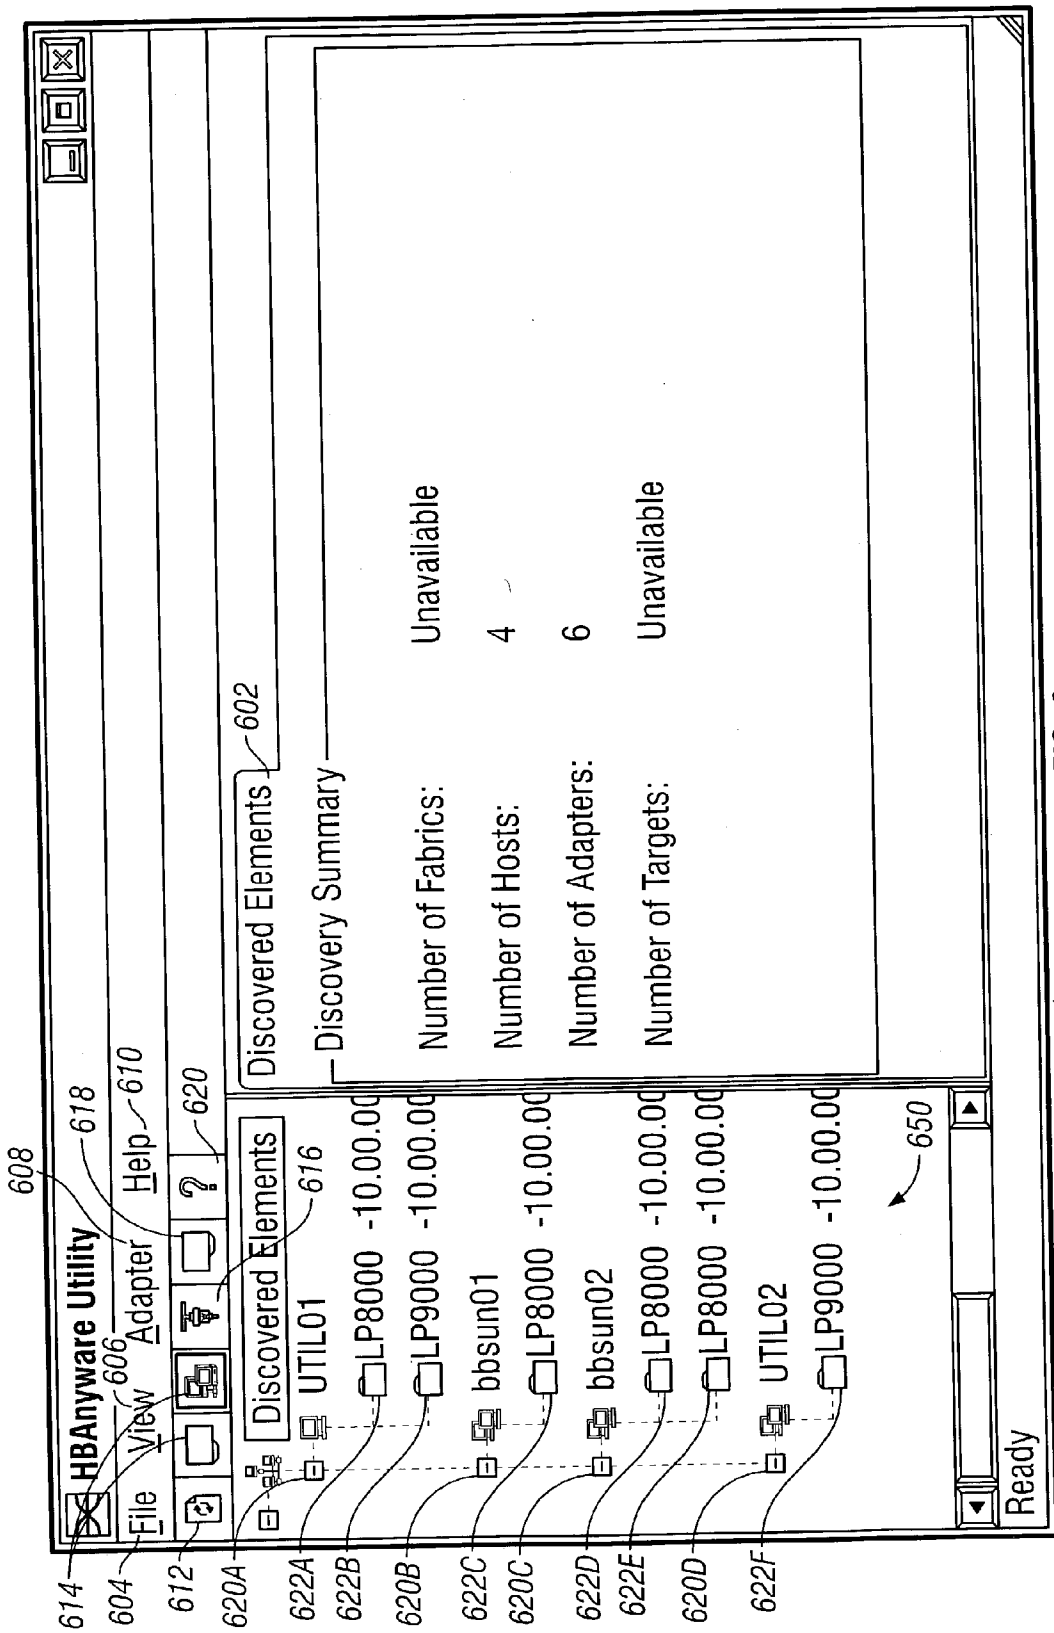 HBAnyware Utility
File View Adapter Help
Discovered Elements
UTIL01
LP8000 -10.00.00
LP9000 -10.00.00
bbsun01
LP8000 -10.00.00
bbsun02
LP8000 -10.00.00
LP8000 -10.00.00
UTIL02
LP9000 -10.00.00
Discovered Elements
Discovery Summary
Number of Fabrics: Unavailable
Number of Hosts: 4
Number of Adapters: 6
Number of Targets: Unavailable
Ready
?
614
604
612
620A
622A
622B
620B
622C
620C
622D
622E
620D
622F
606
608
618
610
620
616
602
650